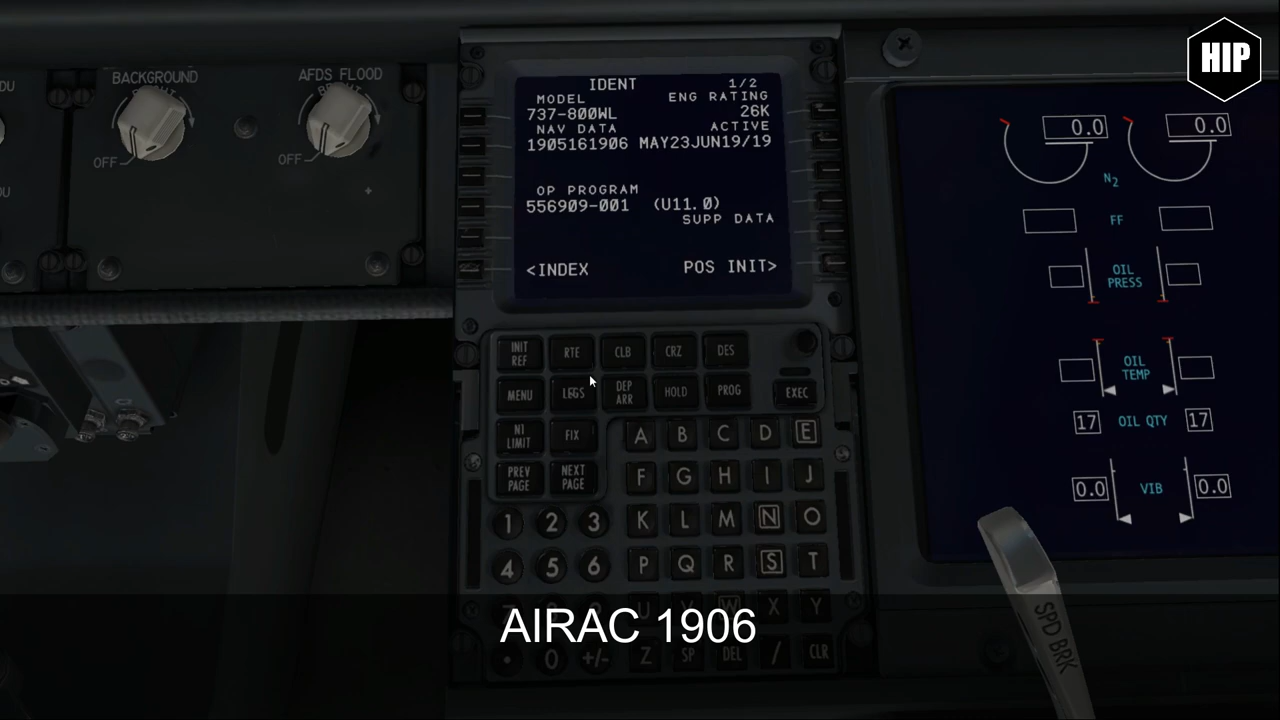 HIP
BACKGROUND
OFF
AFDS FLOOD
OFF
DU
DU
IDENT 1/2
MODEL ENG RATING
737-800WL 26K
NAV DATA ACTIVE
1905161906 MAY23JUN19/19
OP PROGRAM
556909-001 (U11.0)
SUPP DATA
<INDEX POS INIT>
INIT REF RTE CLB CRZ DES
MENU LEGS DEP ARR HOLD PROG EXEC
N1 LIMIT FIX A B C D E
PREV PAGE NEXT PAGE F G H I J
1 2 3 K L M N O
4 5 6 P Q R S T
U W X Y
. 0 +/- Z SP DEL / CLR
0.0 0.0
N2
FF
OIL PRESS
OIL TEMP
17 OIL QTY 17
0.0 VIB 0.0
SPD BRK
AIRAC 1906